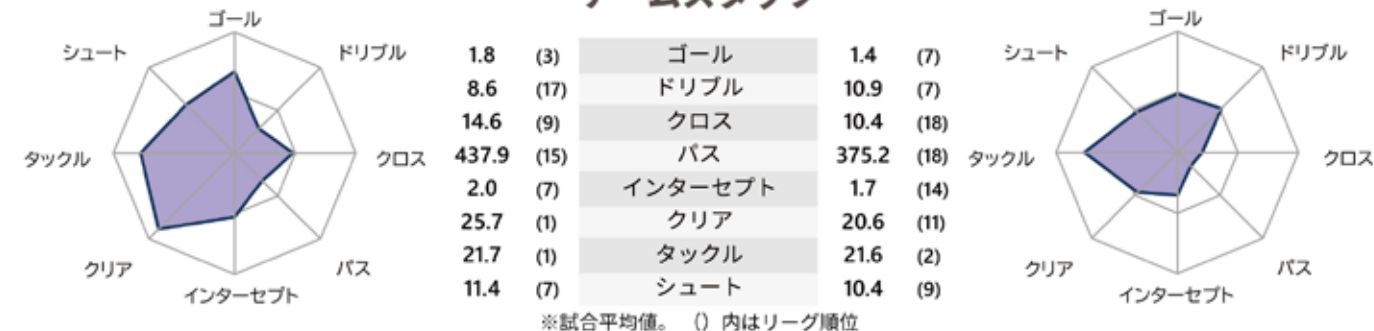 ゴール
シュート
ドリブル
タックル
クロス
クリア
パス
インターセプト
1.8 (3) ゴール 1.4 (7)
8.6 (17) ドリブル 10.9 (7)
14.6 (9) クロス 10.4 (18)
437.9 (15) パス 375.2 (18)
2.0 (7) インターセプト 1.7 (14)
25.7 (1) クリア 20.6 (11)
21.7 (1) タックル 21.6 (2)
11.4 (7) シュート 10.4 (9)
※試合平均値。 （）内はリーグ順位
ゴール
シュート
ドリブル
タックル
クロス
クリア
パス
インターセプト